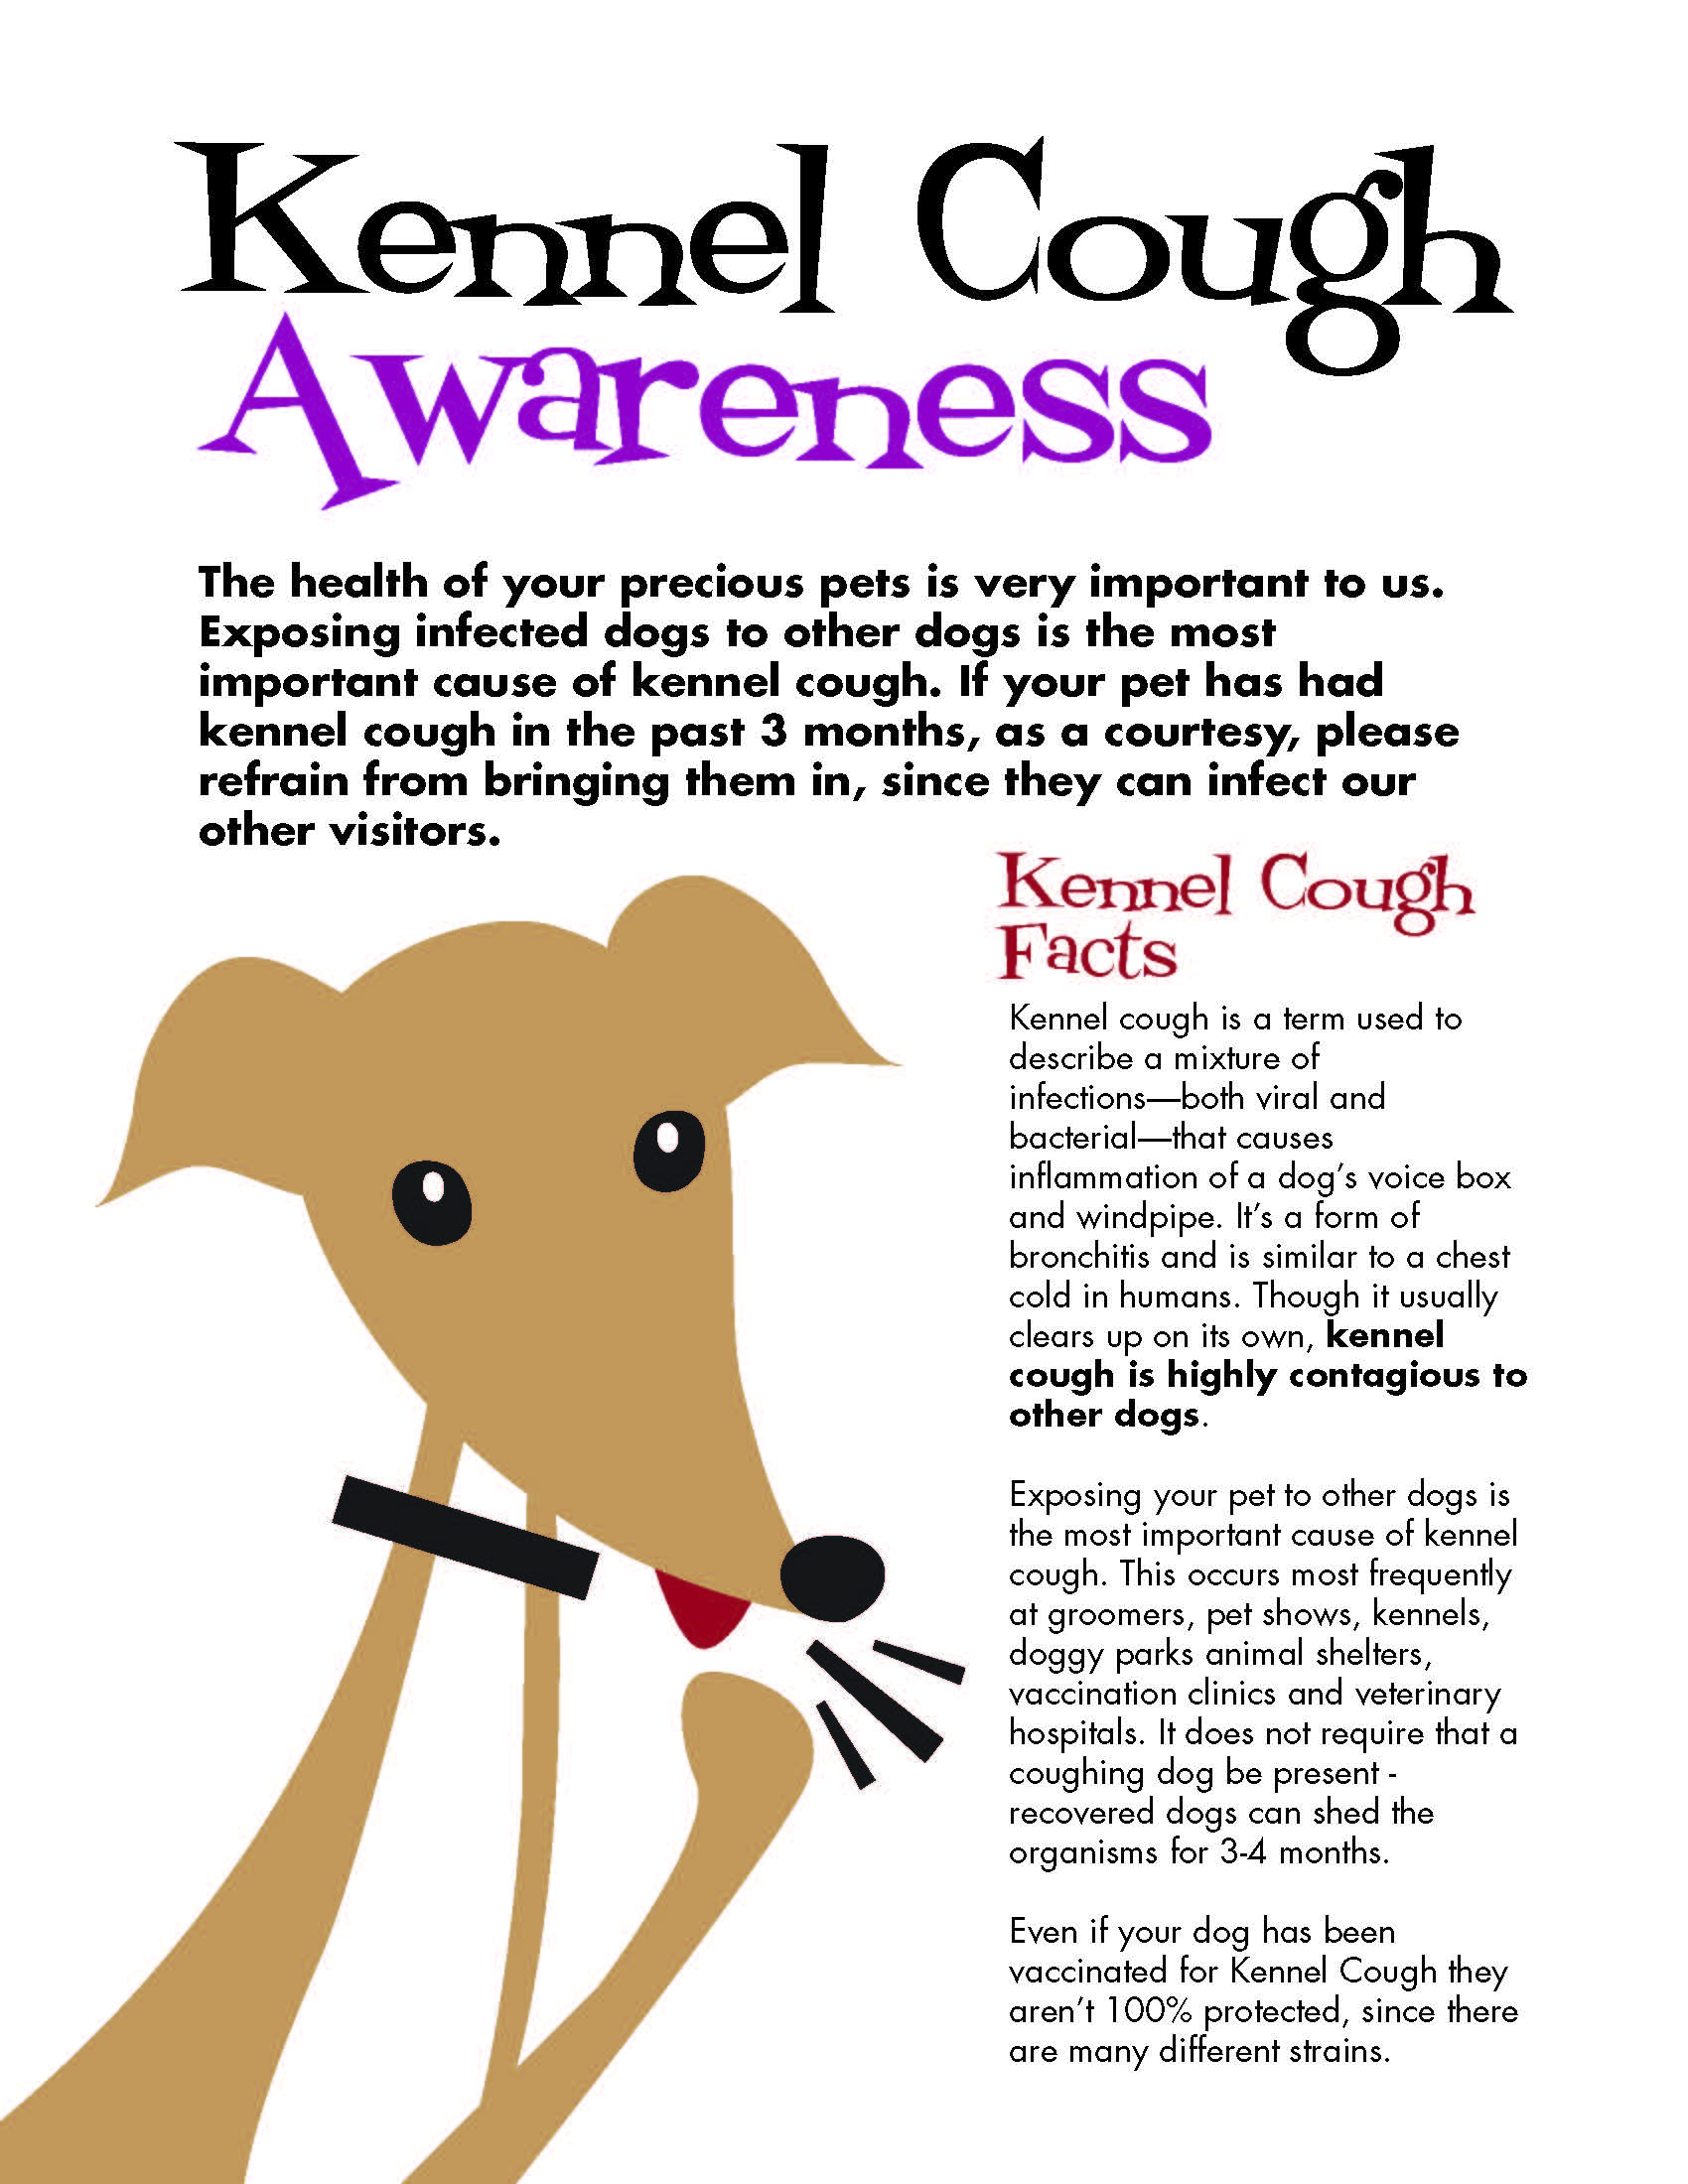 Kennel Cough
Awareness
The health of your precious pets is very important to us.
Exposing infected dogs to other dogs is the most
important cause of kennel cough. If your pet has had
kennel cough in the past 3 months, as a courtesy, please
refrain from bringing them in, since they can infect our
other visitors.
Kennel Cough
Facts
Kennel cough is a term used to
describe a mixture of
infections—both viral and
bacterial—that causes
inflammation of a dog's voice box
and windpipe. It's a form of
bronchitis and is similar to a chest
cold in humans. Though it usually
clears up on its own, kennel
cough is highly contagious to
other dogs.
Exposing your pet to other dogs is
the most important cause of kennel
cough. This occurs most frequently
at groomers, pet shows, kennels,
doggy parks animal shelters,
vaccination clinics and veterinary
hospitals. It does not require that a
coughing dog be present -
recovered dogs can shed the
organisms for 3-4 months.
Even if your dog has been
vaccinated for Kennel Cough they
aren't 100% protected, since there
are many different strains.